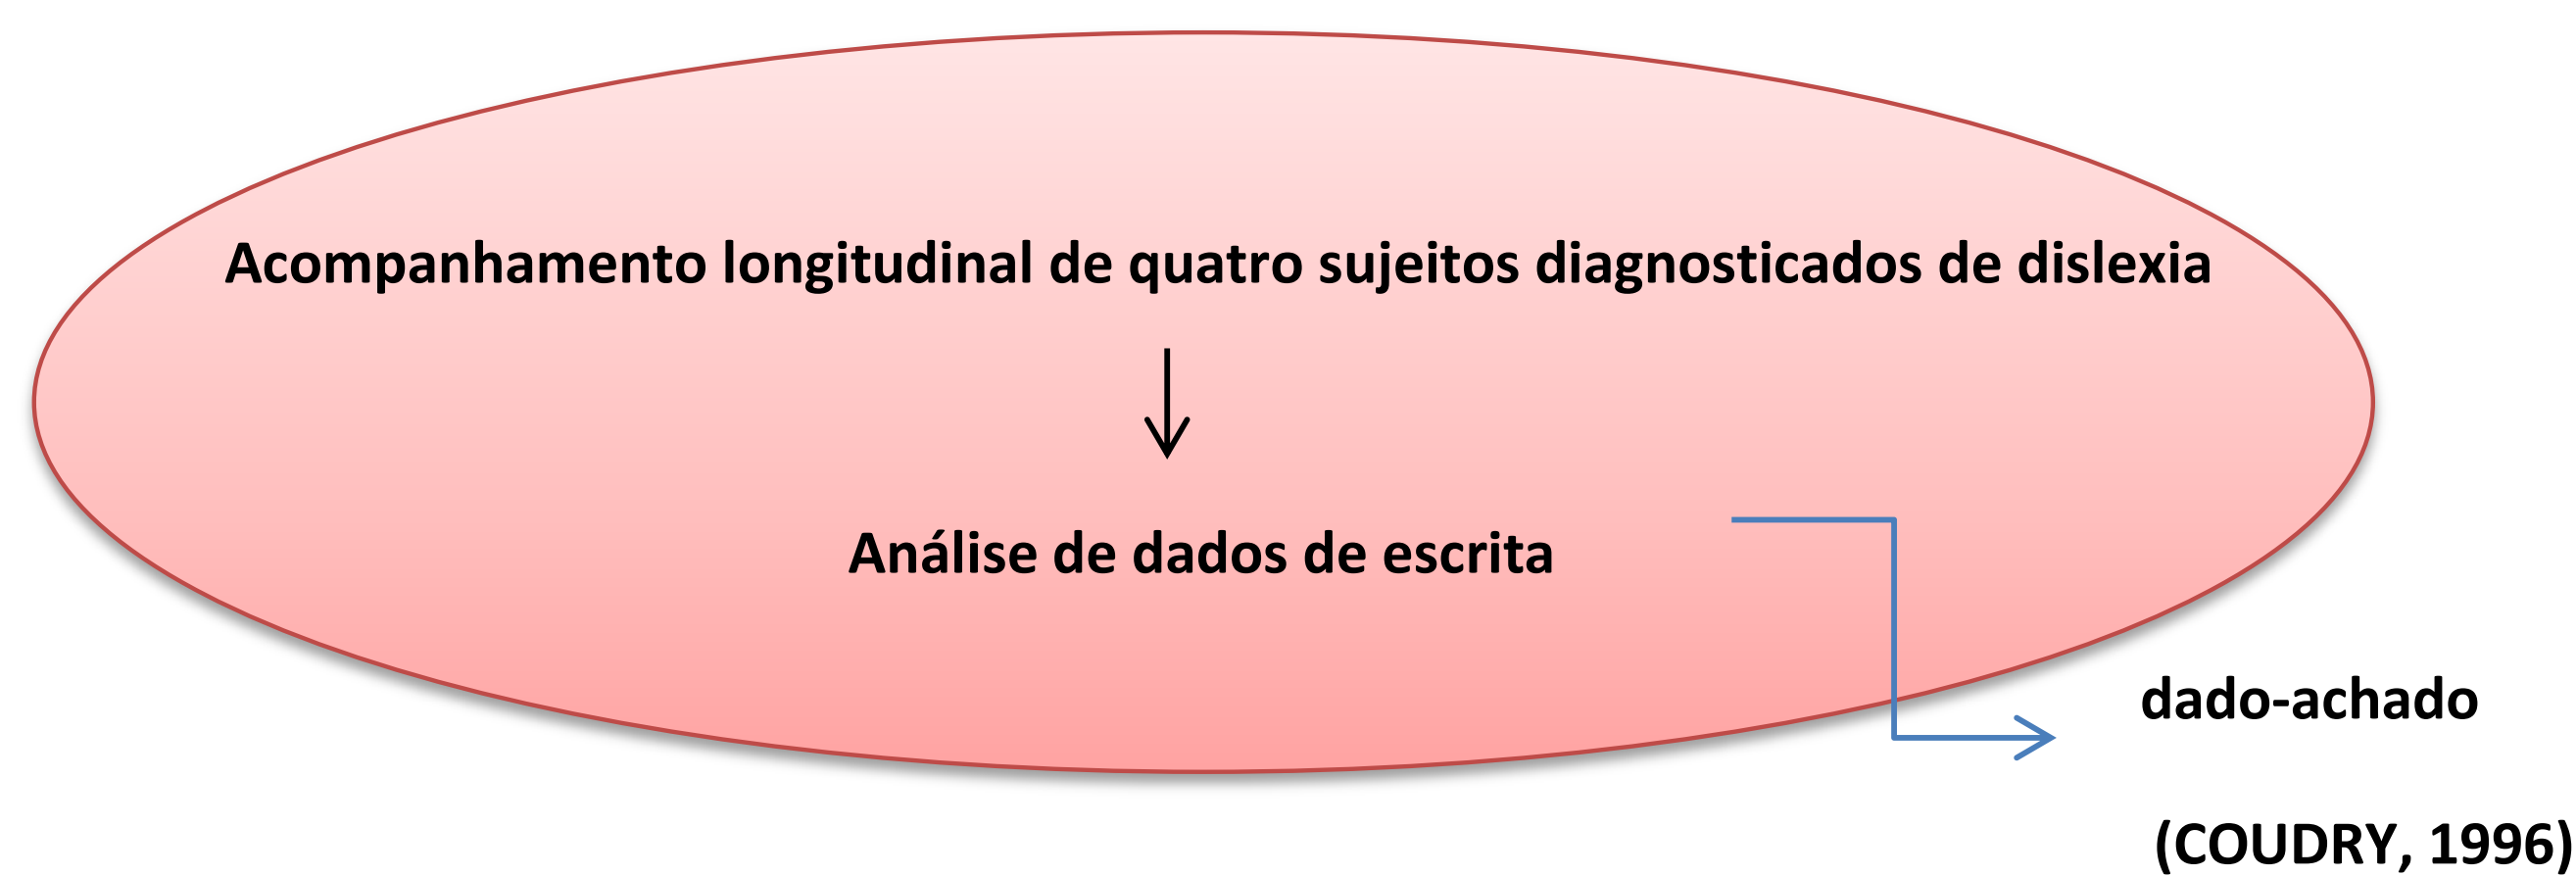 Acompanhamento longitudinal de quatro sujeitos diagnosticados de dislexia
Análise de dados de escrita
dado-achado
(COUDRY, 1996)